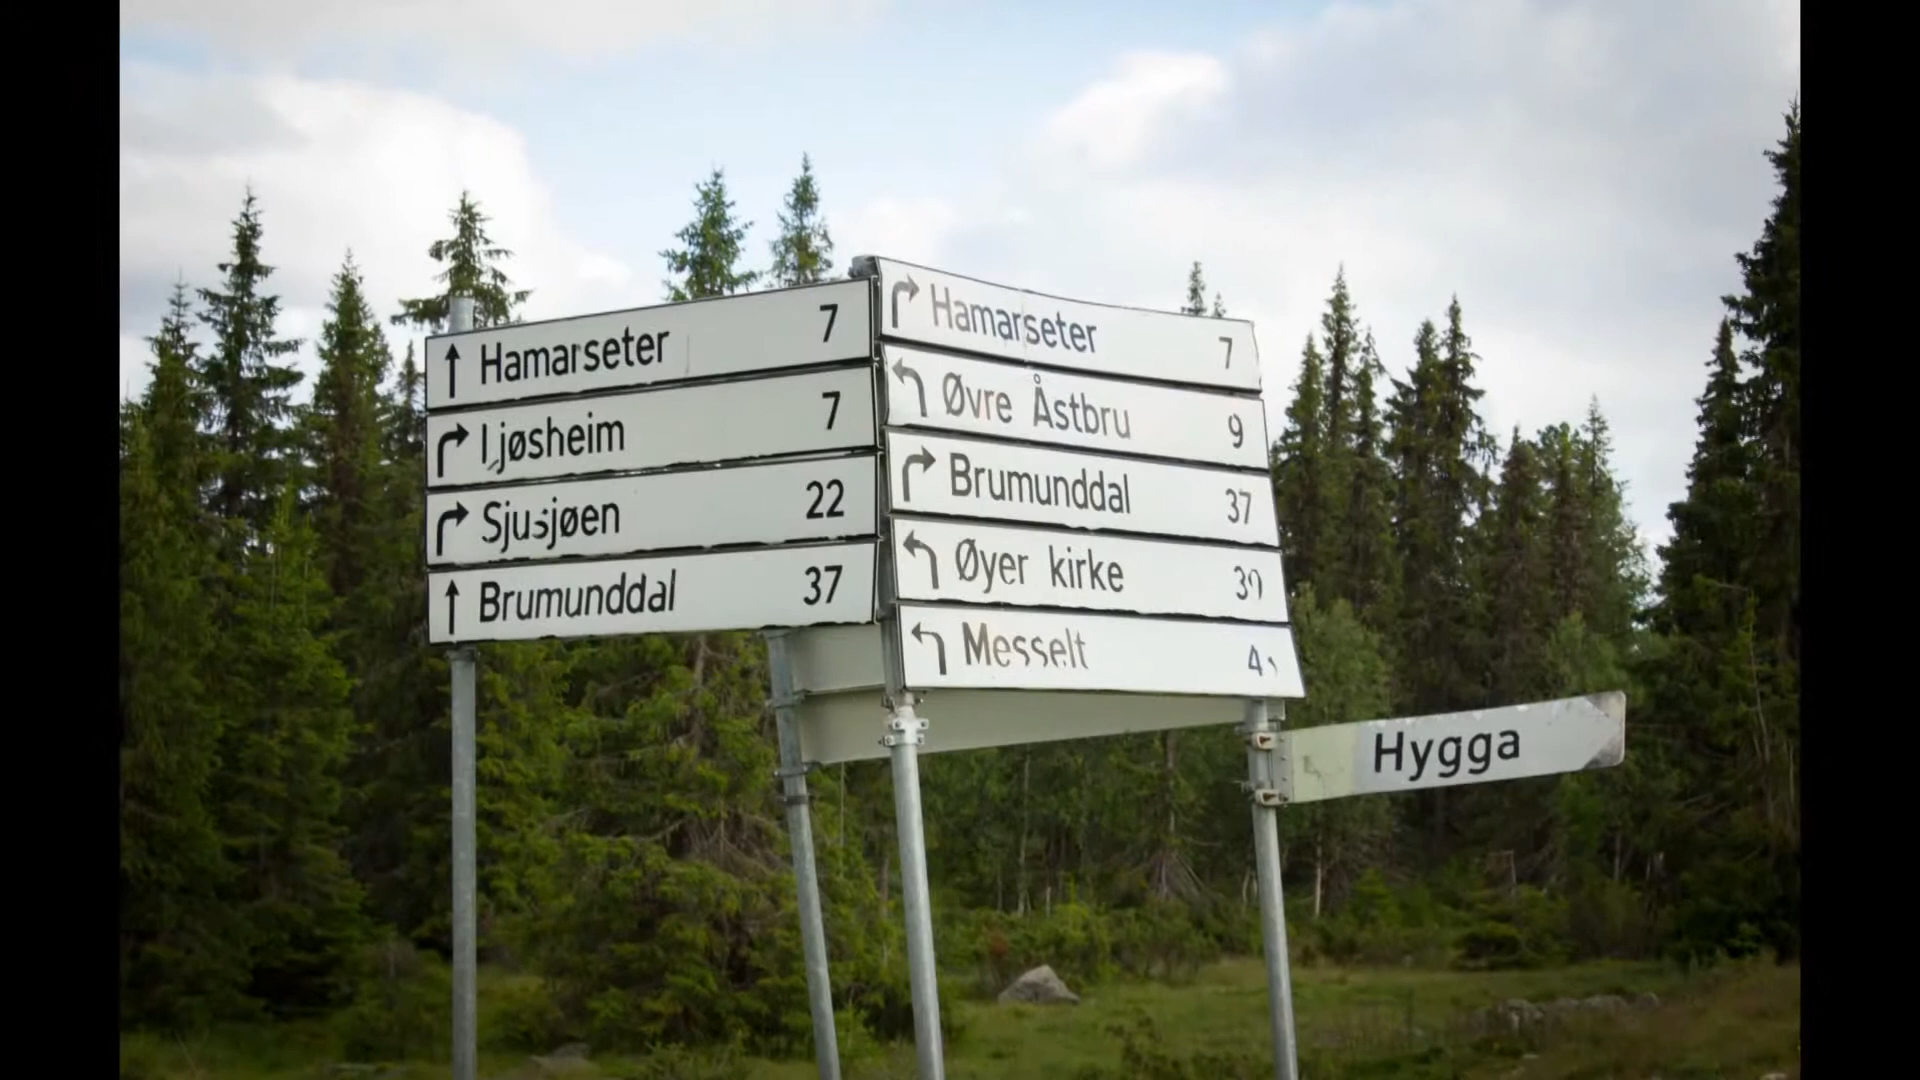 Hamarseter 7
Ljøsheim 7
Sjusjøen 22
Brumunddal 37
Hamarseter 7
Øvre Åstbru 9
Brumunddal 37
Øyer kirke
Messelt
Hygga